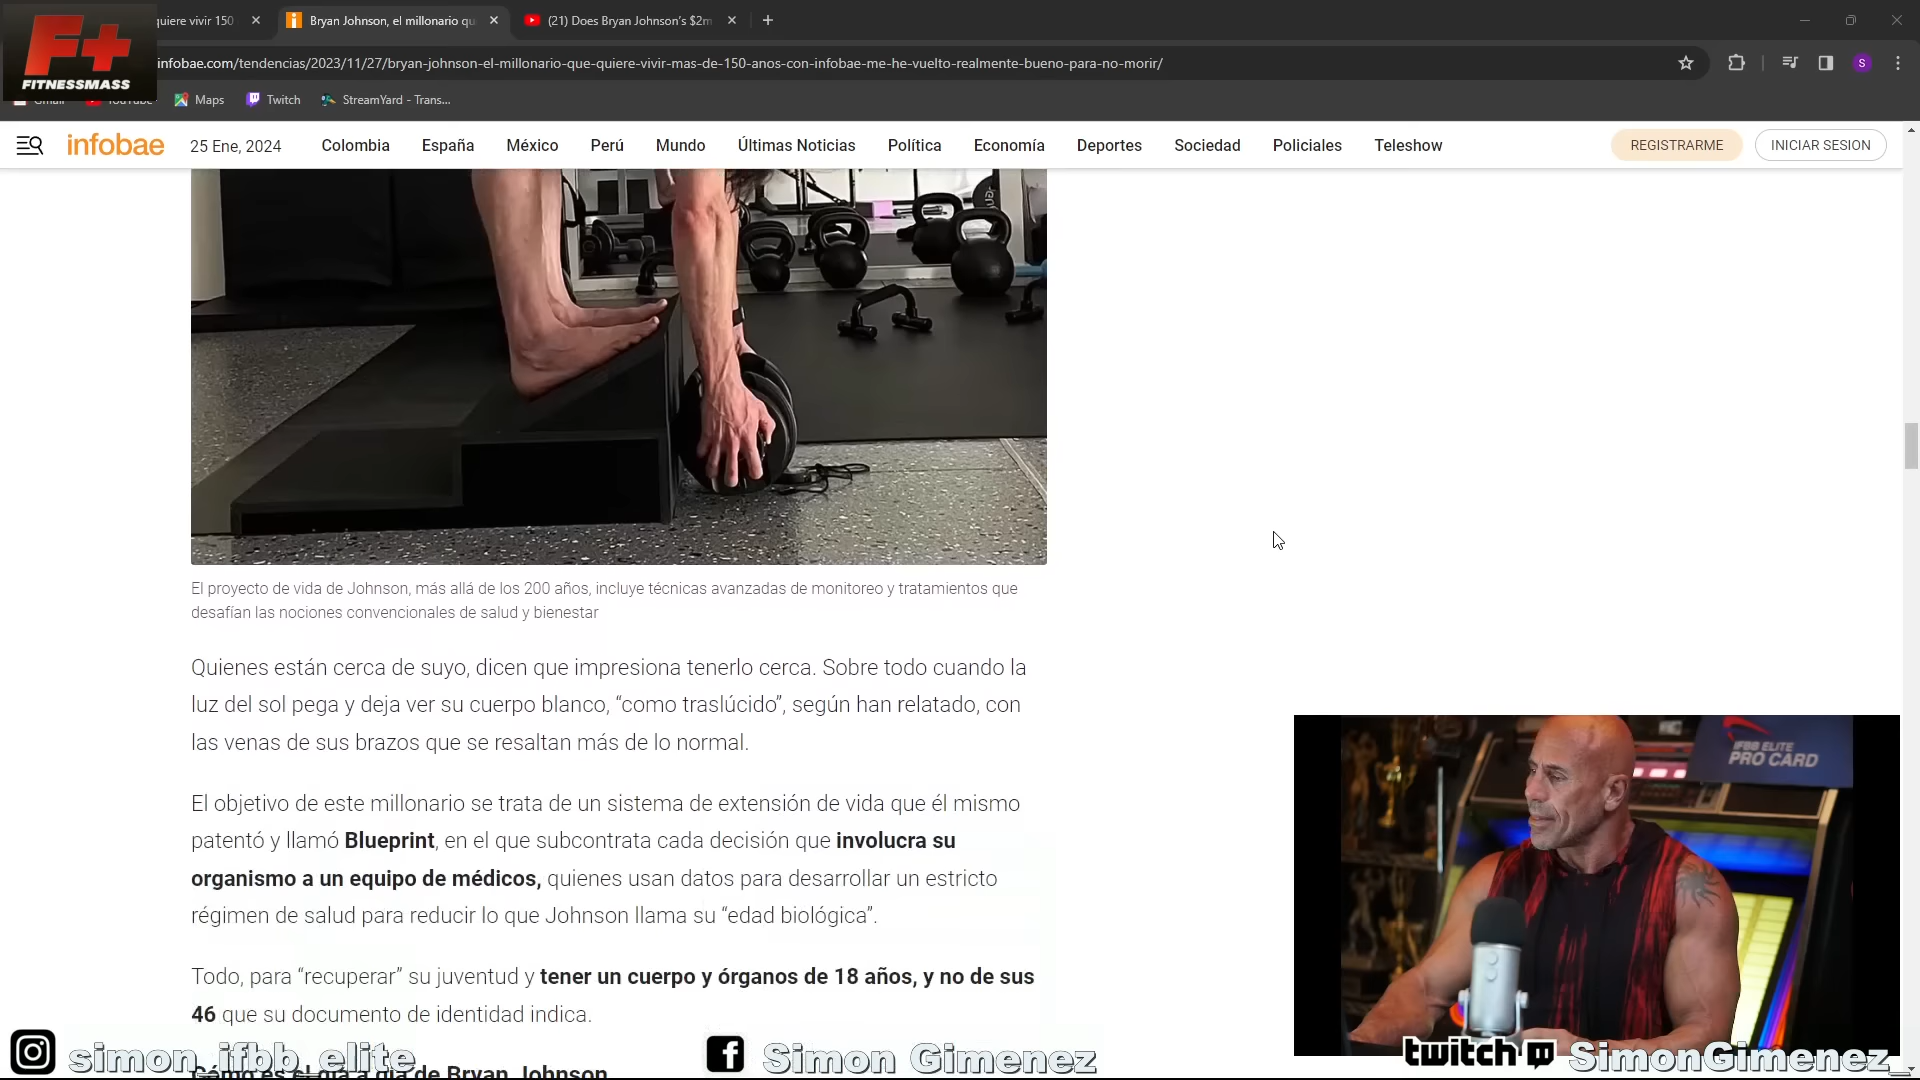 quiere vivir 150
Bryan Johnson, el millonario qu
(21) Does Bryan Johnson's $2m
F+
FITNESSMASS
infobae.com/tendencias/2023/11/27/bryan-johnson-el-millonario-que-quiere-vivir-mas-de-150-anos-con-infobae-me-he-vuelto-realmente-bueno-para-no-morir/
S
Gmail
YouTube
Maps
Twitch
StreamYard - Trans...
infobae
25 Ene, 2024
Colombia
España
México
Perú
Mundo
Últimas Noticias
Política
Economía
Deportes
Sociedad
Policiales
Teleshow
REGISTRARME
INICIAR SESION
El proyecto de vida de Johnson, más allá de los 200 años, incluye técnicas avanzadas de monitoreo y tratamientos que
desafían las nociones convencionales de salud y bienestar
Quienes están cerca de suyo, dicen que impresiona tenerlo cerca. Sobre todo cuando la
luz del sol pega y deja ver su cuerpo blanco, “como traslúcido”, según han relatado, con
las venas de sus brazos que se resaltan más de lo normal.
El objetivo de este millonario se trata de un sistema de extensión de vida que él mismo
patentó y llamó Blueprint, en el que subcontrata cada decisión que involucra su
organismo a un equipo de médicos, quienes usan datos para desarrollar un estricto
régimen de salud para reducir lo que Johnson llama su “edad biológica”.
Todo, para “recuperar” su juventud y tener un cuerpo y órganos de 18 años, y no de sus
46 que su documento de identidad indica.
Cómo es el día a día de Bryan Johnson
IFBB ELITE
PRO CARD
simon_ifbb_elite
Simon Gimenez
twitch
SimonGimenez_